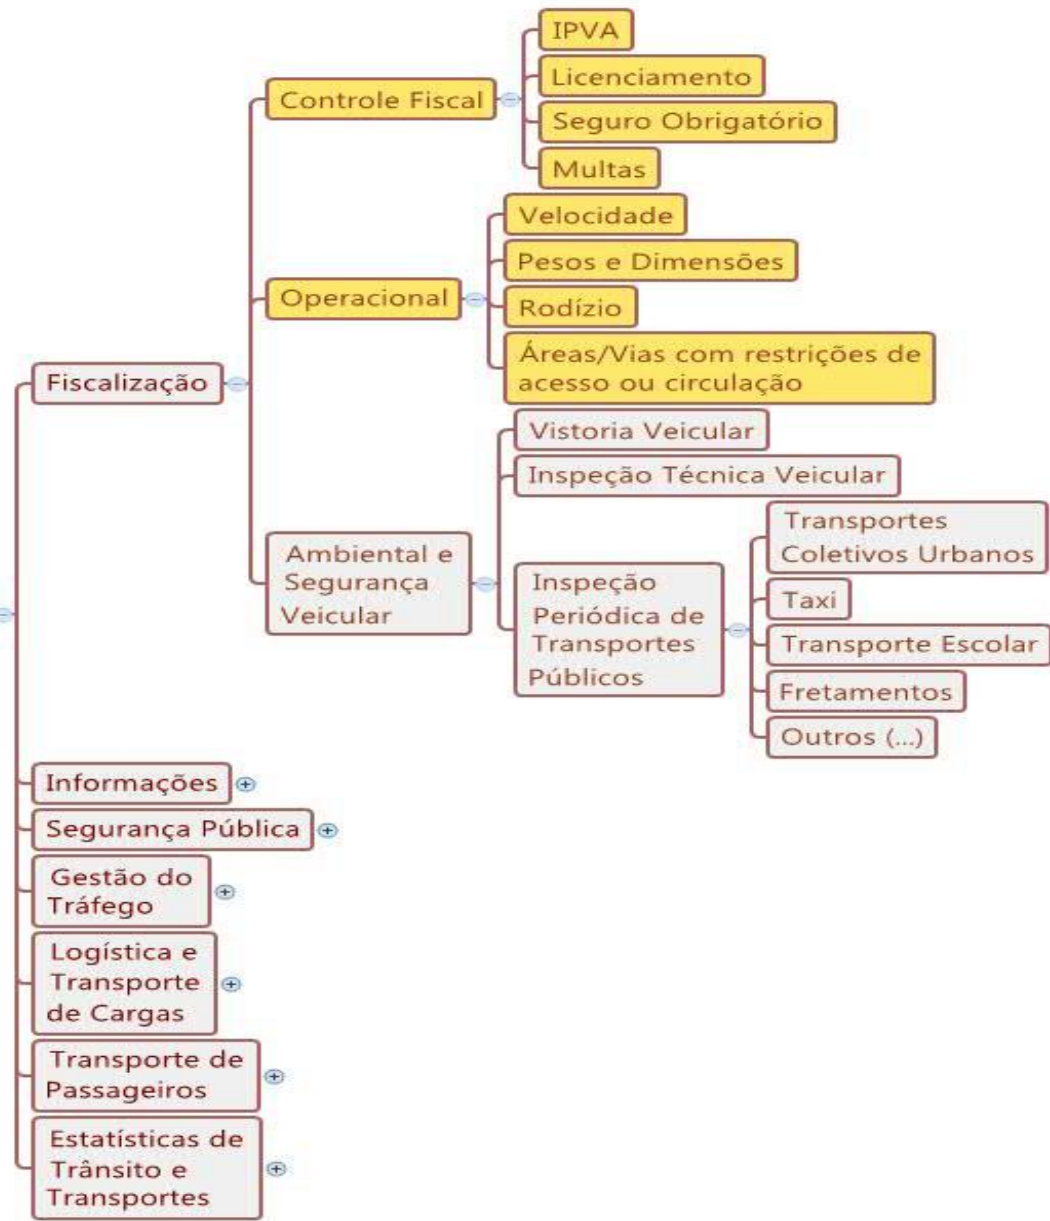 IPVA
Licenciamento
Controle Fiscal
Seguro Obrigatório
Multas
Velocidade
Pesos e Dimensões
Operacional
Rodízio
Áreas/Vias com restrições de
acesso ou circulação
Fiscalização
Vistoria Veicular
Inspeção Técnica Veicular
Ambiental e
Segurança
Veicular
Inspeção
Periódica de
Transportes
Públicos
Transportes
Coletivos Urbanos
Taxi
Transporte Escolar
Fretamentos
Outros (...)
Informações
Segurança Pública
Gestão do
Tráfego
Logística e
Transporte
de Cargas
Transporte de
Passageiros
Estatísticas de
Trânsito e
Transportes